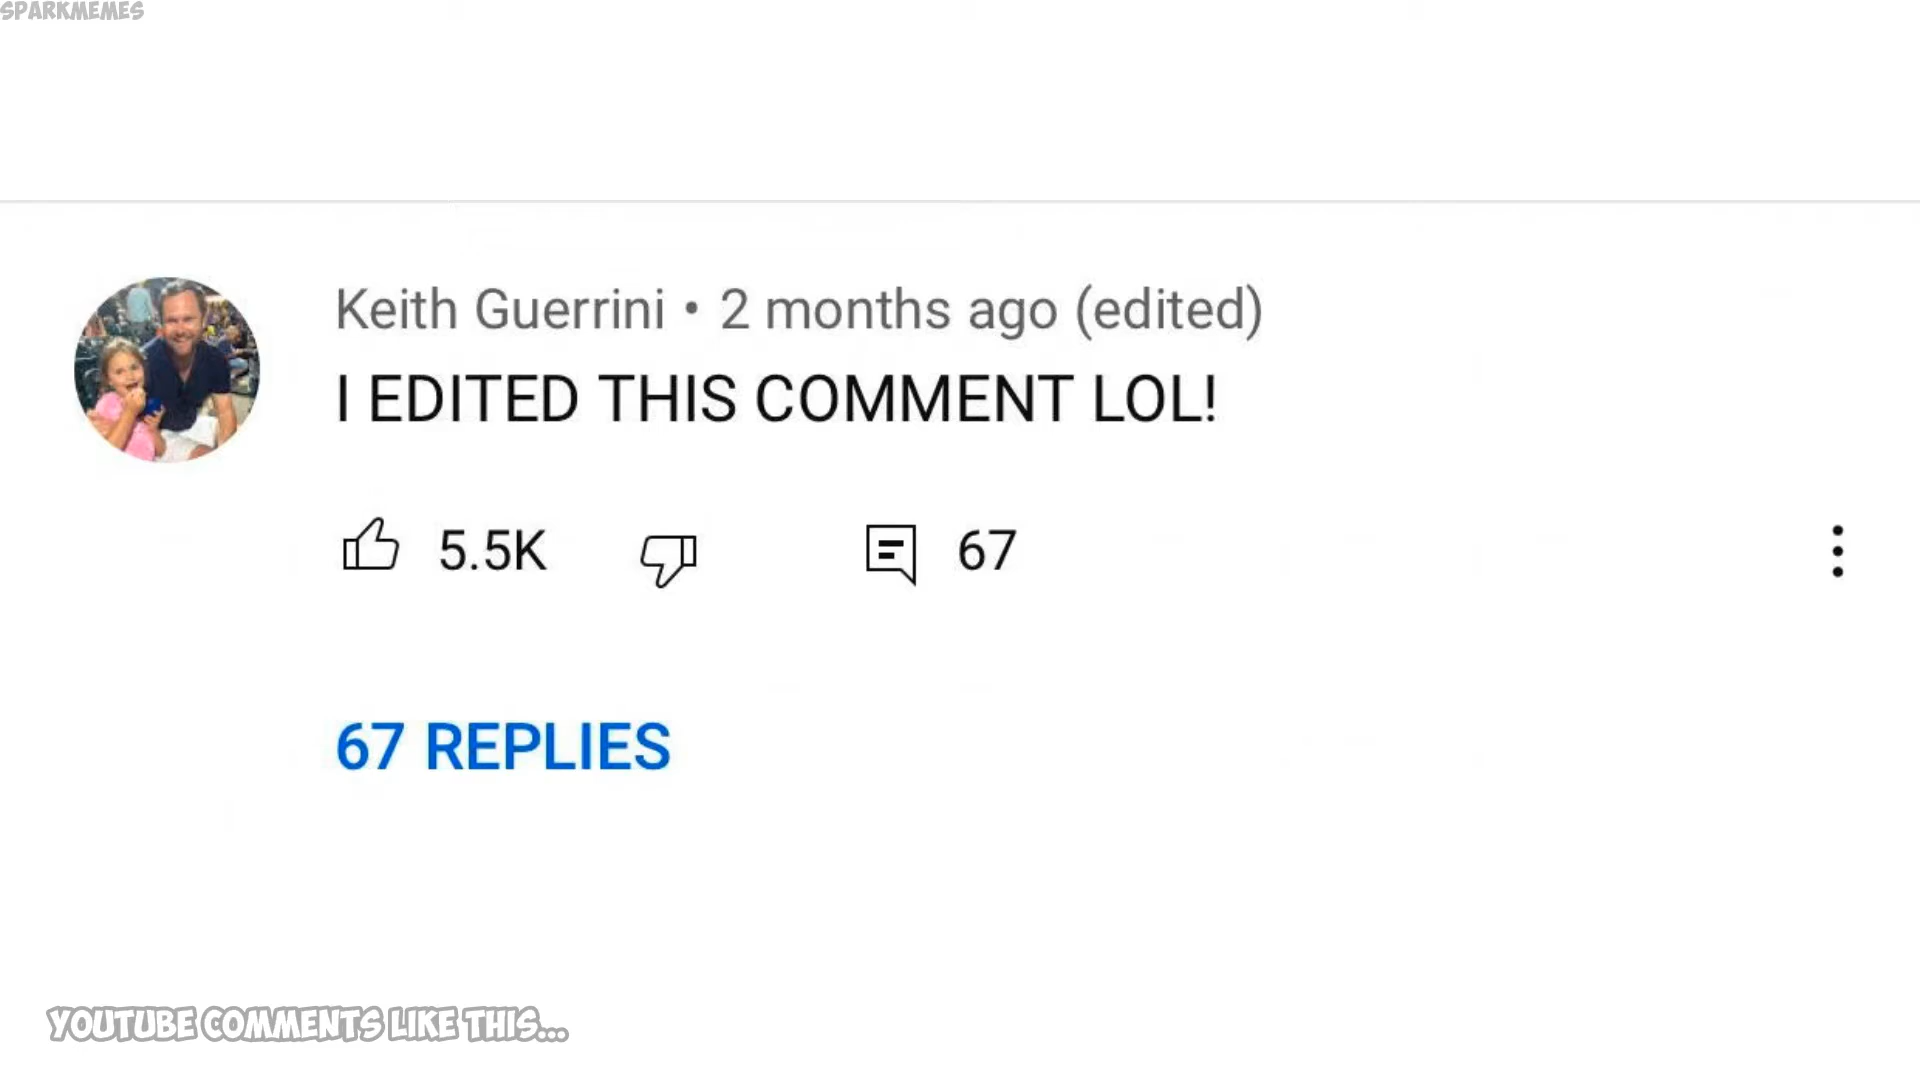 SPARKMEMES
Keith Guerrini • 2 months ago (edited)
I EDITED THIS COMMENT LOL!
5.5K 67
67 REPLIES
YOUTUBE COMMENTS LIKE THIS...